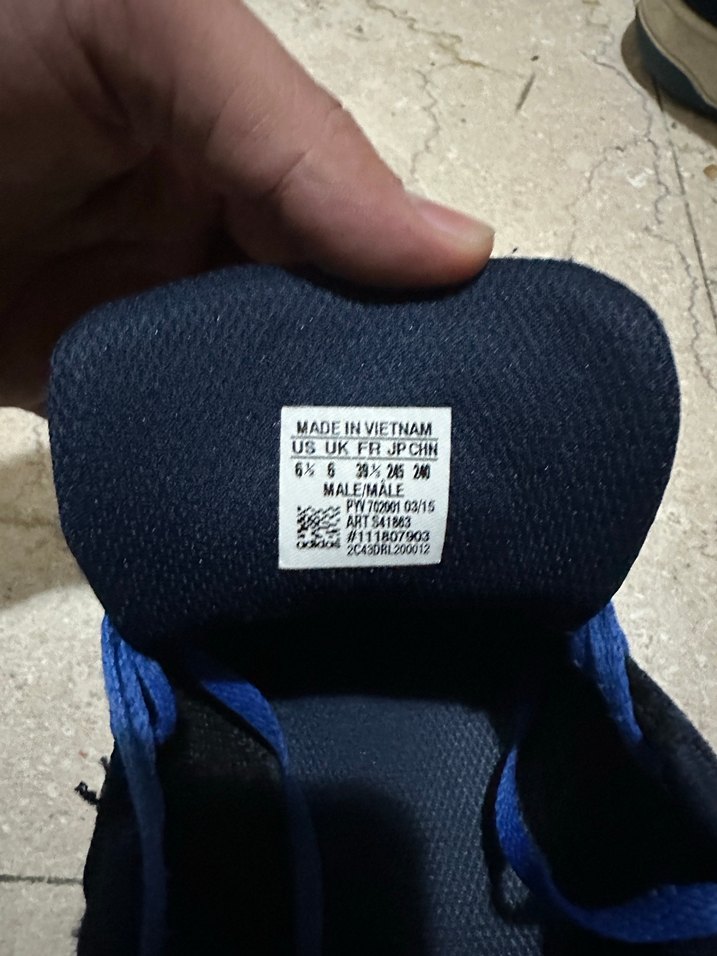 MADE IN VIETNAM
US UK FR JP CHN
6½ 6 39⅓ 245 240
MALE/MÂLE
PYV 702001 03/15
ART S41863
#111807903
adidas 2C43DRL200012